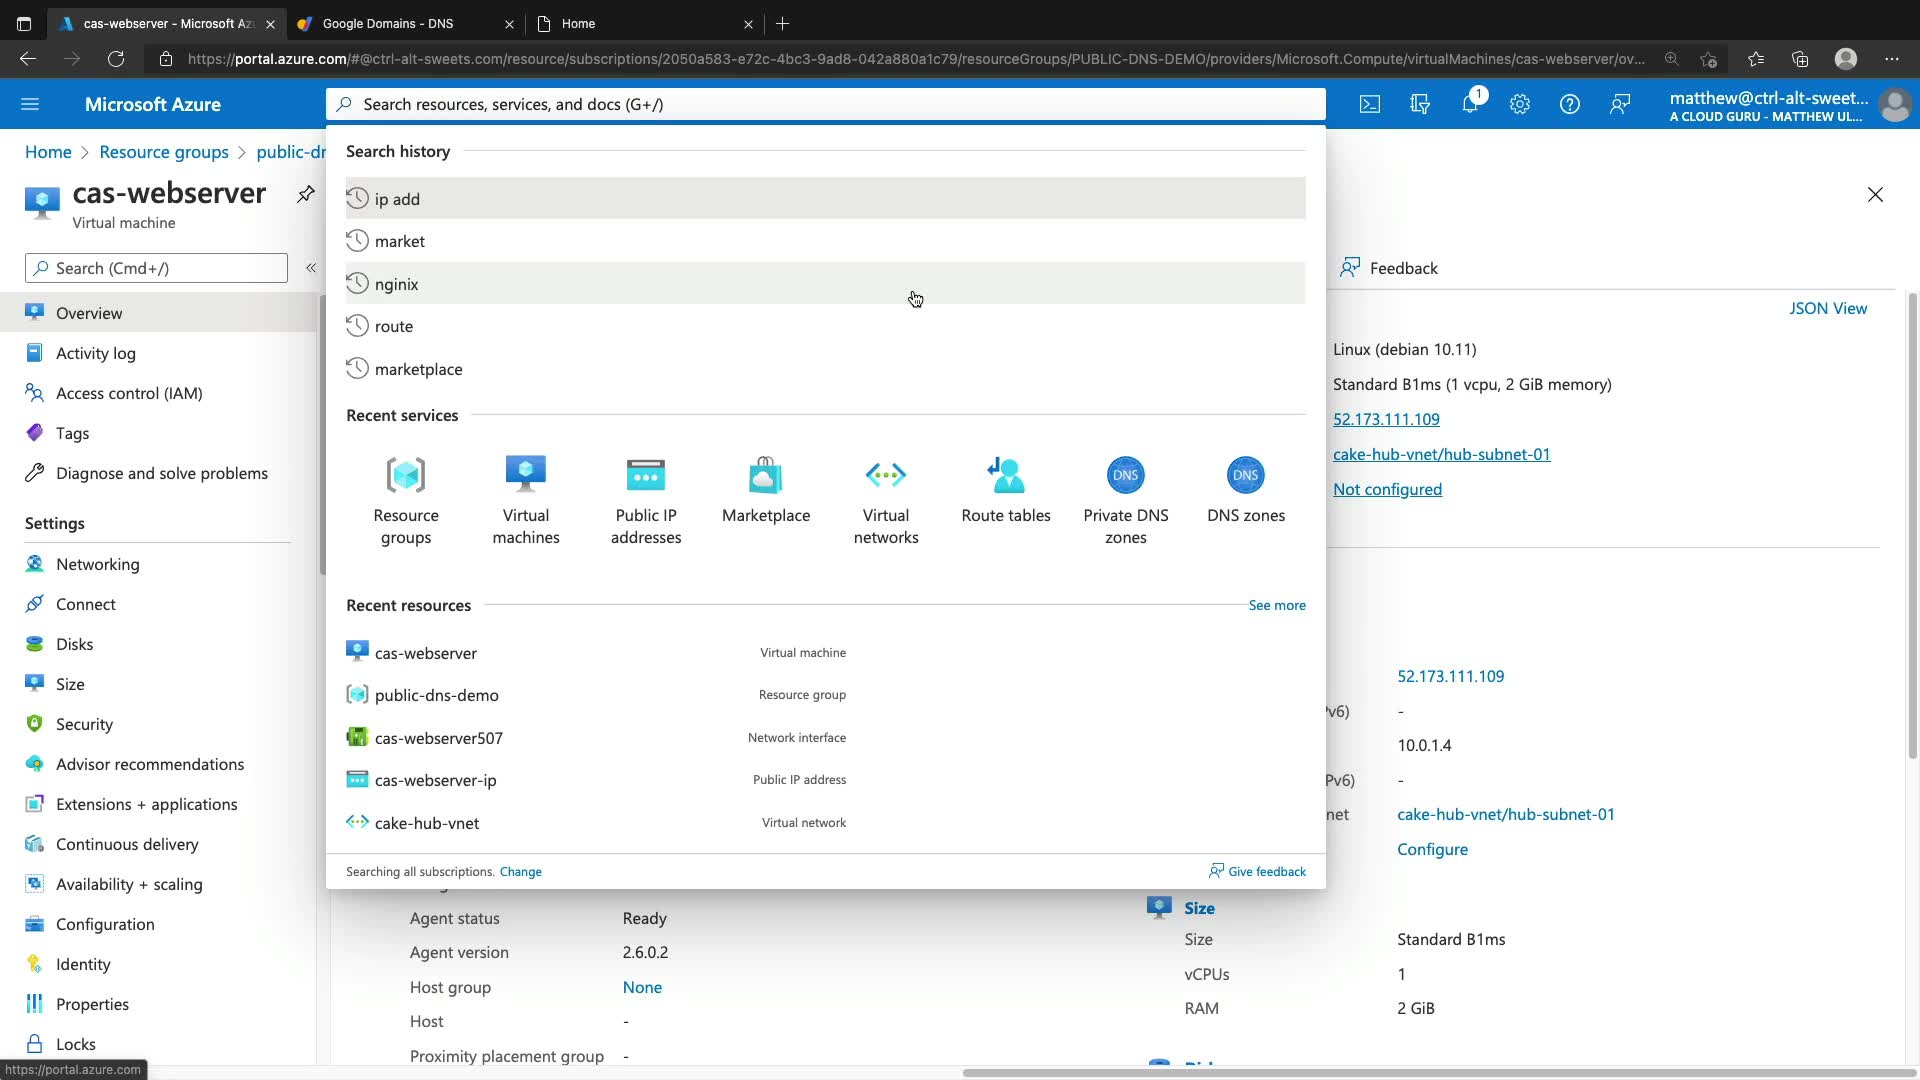 cas-webserver - Microsoft Az
Google Domains - DNS
Home
https://portal.azure.com/#@ctrl-alt-sweets.com/resource/subscriptions/2050a583-e72c-4bc3-9ad8-042a880a1c79/resourceGroups/PUBLIC-DNS-DEMO/providers/Microsoft.Compute/virtualMachines/cas-webserver/ov...
Microsoft Azure
Search resources, services, and docs (G+/)
1
matthew@ctrl-alt-sweet...
A CLOUD GURU - MATTHEW UL...
Home > Resource groups > public-dn
cas-webserver
Virtual machine
Search (Cmd+/)
«
Overview
Activity log
Access control (IAM)
Tags
Diagnose and solve problems
Settings
Networking
Connect
Disks
Size
Security
Advisor recommendations
Extensions + applications
Continuous delivery
Availability + scaling
Configuration
Identity
Properties
Locks
https://portal.azure.com
Search history
ip add
market
nginix
route
marketplace
Recent services
Resource groups
Virtual machines
Public IP addresses
Marketplace
Virtual networks
Route tables
DNS
Private DNS zones
DNS
DNS zones
Recent resources
See more
cas-webserver Virtual machine
public-dns-demo Resource group
cas-webserver507 Network interface
cas-webserver-ip Public IP address
cake-hub-vnet Virtual network
Searching all subscriptions. Change
Give feedback
Feedback
JSON View
Linux (debian 10.11)
Standard B1ms (1 vcpu, 2 GiB memory)
52.173.111.109
cake-hub-vnet/hub-subnet-01
Not configured
52.173.111.109
Pv6) -
10.0.1.4
Pv6) -
net cake-hub-vnet/hub-subnet-01
Configure
Agent status Ready
Agent version 2.6.0.2
Host group None
Host -
Proximity placement group -
Size
Size Standard B1ms
vCPUs 1
RAM 2 GiB